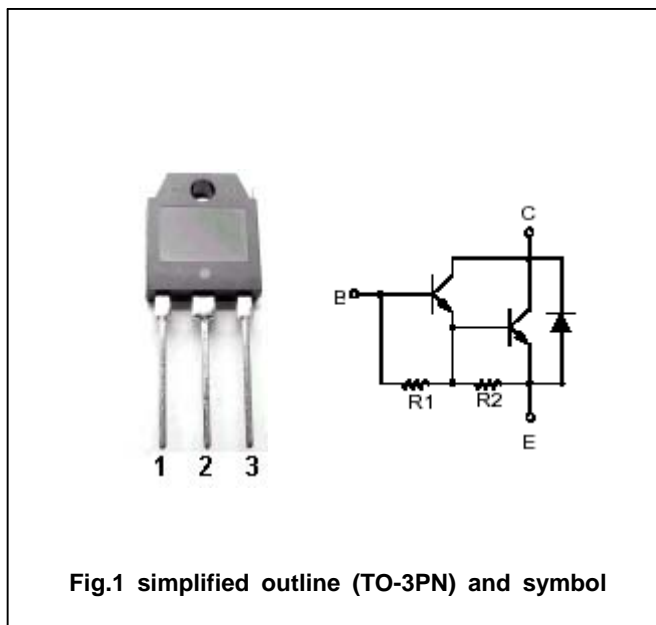 C
B
R1
R2
E
1 2 3
Fig.1 simplified outline (TO-3PN) and symbol